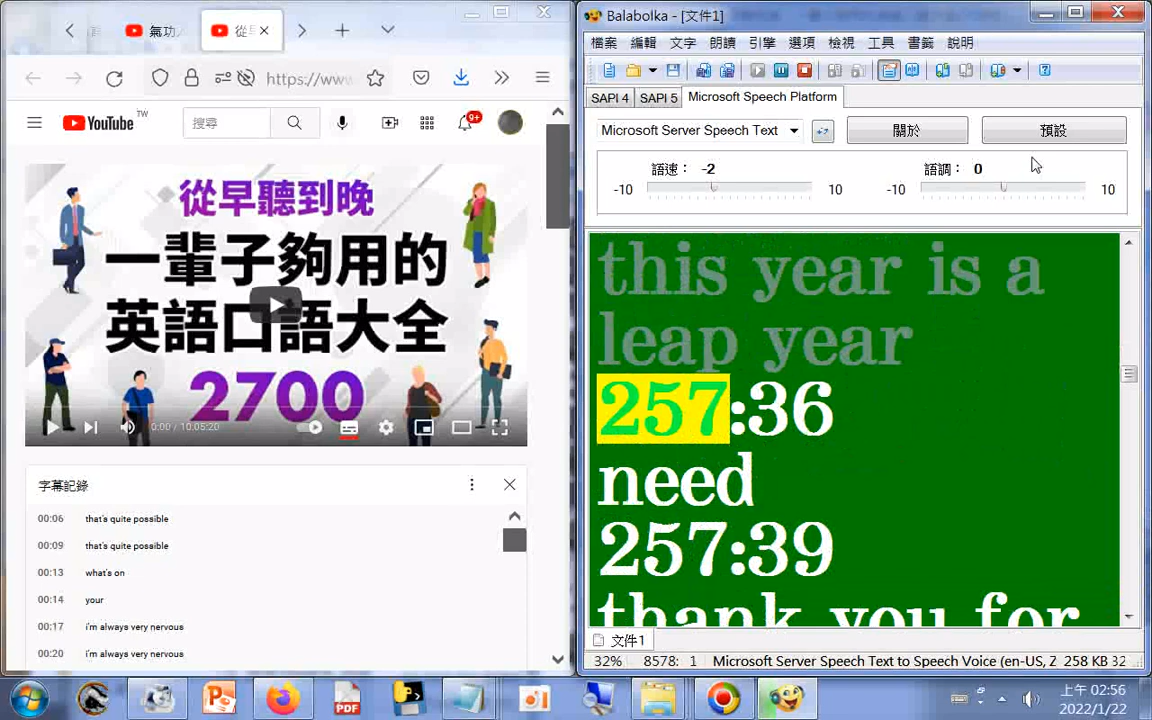 氣功
從
https://www
YouTube TW
搜尋
9+
從早聽到晚
一輩子夠用的
英語口語大全
2700
0:00 / 10:05:20
字幕記錄
00:06 that's quite possible
00:09 that's quite possible
00:13 what's on
00:14 your
00:17 i'm always very nervous
00:20 i'm always very nervous
Balabolka - [文件1]
檔案 編輯 文字 朗讀 引擎 選項 檢視 工具 書籤 說明
SAPI 4 SAPI 5 Microsoft Speech Platform
Microsoft Server Speech Text 關於 預設
語速： -2 語調： 0
-10 10 -10 10
this year is a
leap year
257:36
need
257:39
thank you for
文件1
32% 8578: 1 Microsoft Server Speech Text to Speech Voice (en-US, Z 258 KB 32
PDF
上午 02:56
2022/1/22